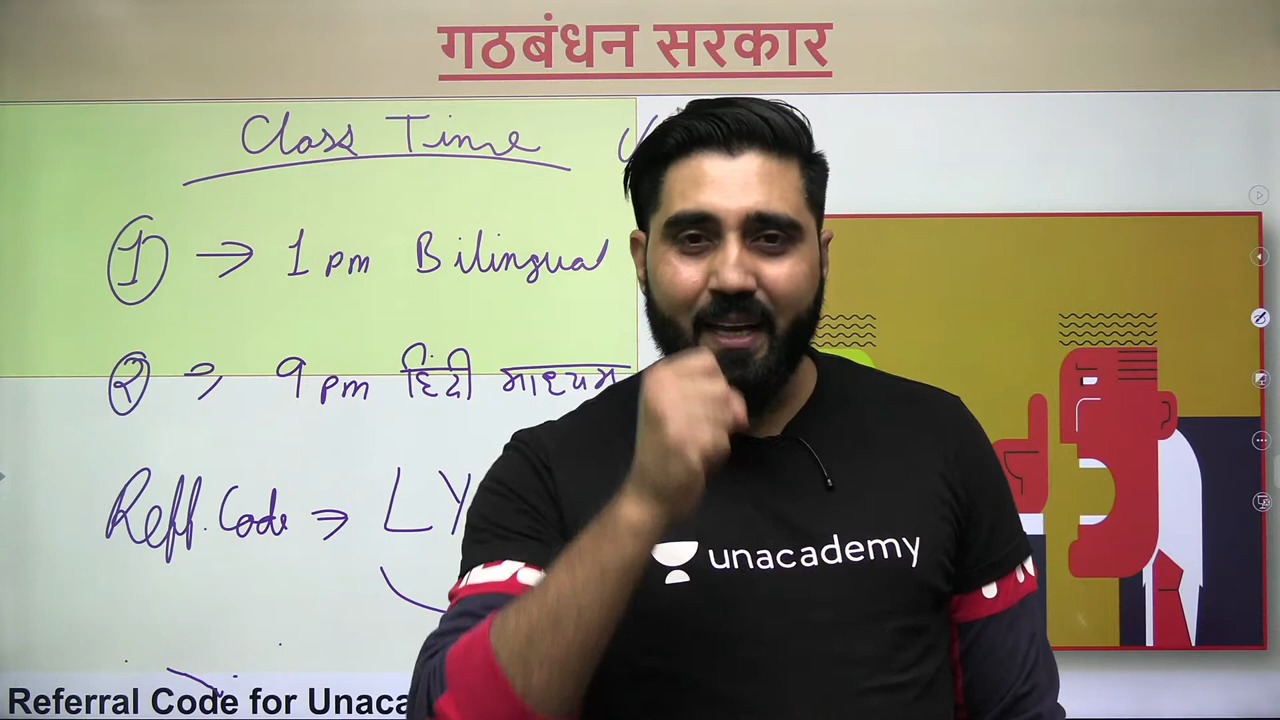 गठबंधन सरकार
Class Time
1 → 1 pm Bilingual
२ → 9 pm हिंदी माध्यम
Reff. Code → LY
unacademy
Referral Code for Unaca